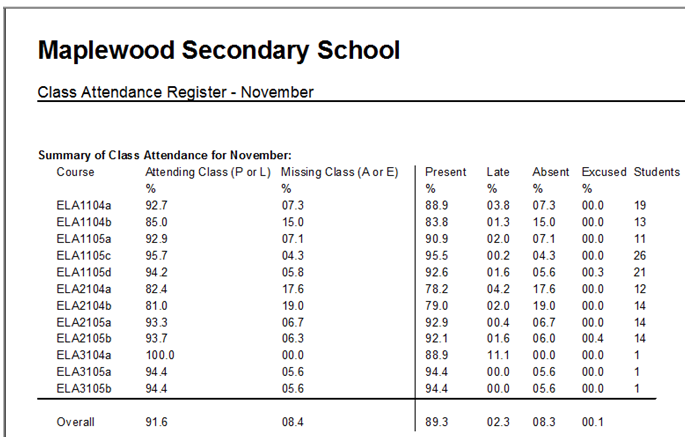 Maplewood Secondary School
Class Attendance Register - November
Summary of Class Attendance for November:
Course Attending Class (P or L) Missing Class (A or E) Present Late Absent Excused Students
% % % % % %
ELA1104a 92.7 07.3 88.9 03.8 07.3 00.0 19
ELA1104b 85.0 15.0 83.8 01.3 15.0 00.0 13
ELA1105a 92.9 07.1 90.9 02.0 07.1 00.0 11
ELA1105c 95.7 04.3 95.5 00.2 04.3 00.0 26
ELA1105d 94.2 05.8 92.6 01.6 05.6 00.3 21
ELA2104a 82.4 17.6 78.2 04.2 17.6 00.0 12
ELA2104b 81.0 19.0 79.0 02.0 19.0 00.0 14
ELA2105a 93.3 06.7 92.9 00.4 06.7 00.0 14
ELA2105b 93.7 06.3 92.1 01.6 06.0 00.4 14
ELA3104a 100.0 00.0 88.9 11.1 00.0 00.0 1
ELA3105a 94.4 05.6 94.4 00.0 05.6 00.0 1
ELA3105b 94.4 05.6 94.4 00.0 05.6 00.0 1
Overall 91.6 08.4 89.3 02.3 08.3 00.1